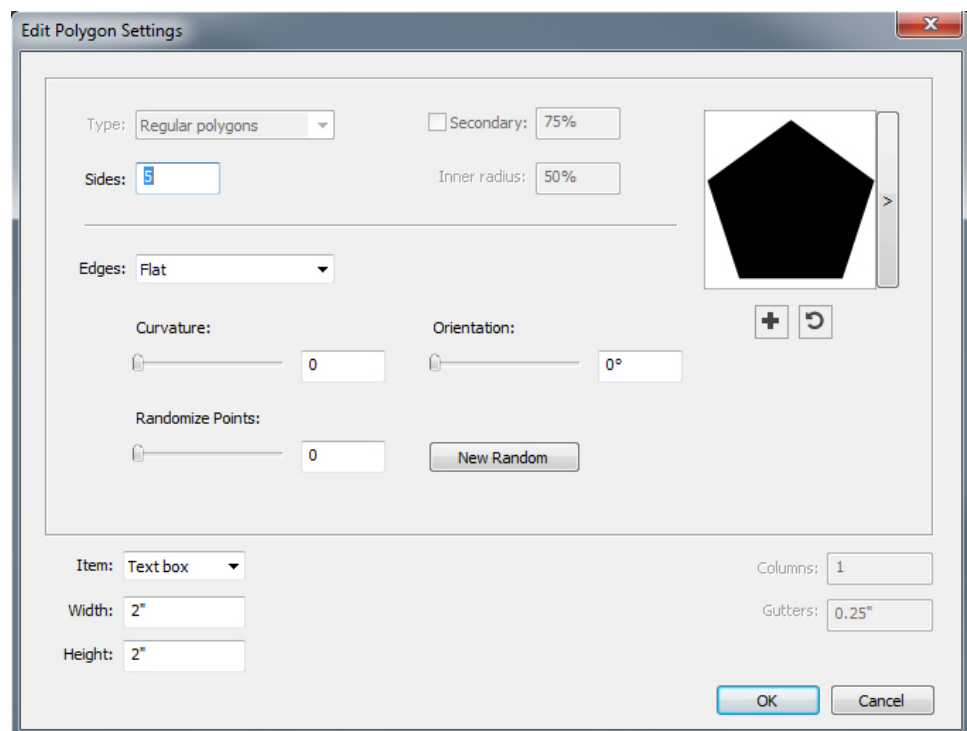 Edit Polygon Settings
Type: Regular polygons
Secondary: 75%
Sides: 5
Inner radius: 50%
>
Edges: Flat
Curvature:
Orientation:
0
0°
Randomize Points:
0
New Random
Item: Text box
Columns: 1
Width: 2"
Gutters: 0.25"
Height: 2"
OK
Cancel